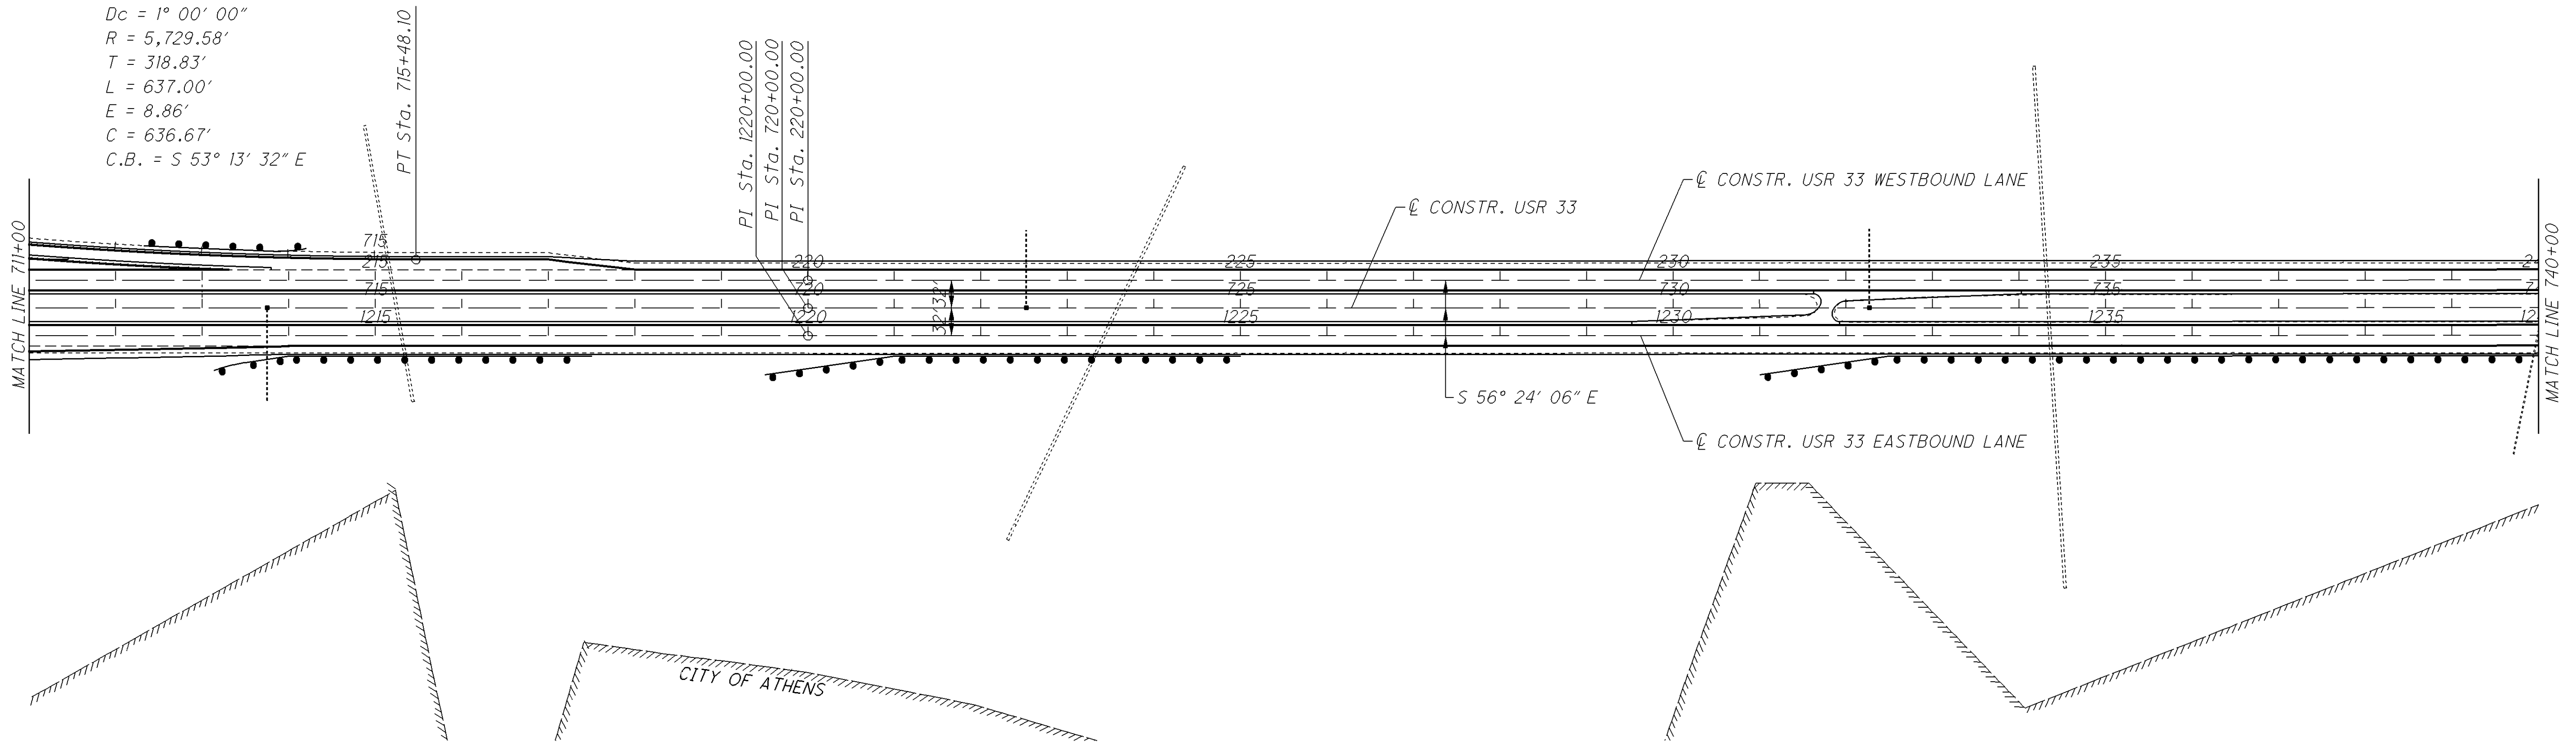 Dc = 1° 00′ 00″
R = 5,729.58′
T = 318.83′
L = 637.00′
E = 8.86′
C = 636.67′
C.B. = S 53° 13′ 32″ E
PT Sta. 715+48.10
PI Sta. 1220+00.00
PI Sta. 720+00.00
PI Sta. 220+00.00
℄ CONSTR. USR 33 WESTBOUND LANE
℄ CONSTR. USR 33
MATCH LINE 711+00
MATCH LINE 740+00
715
215 220 225 230 235 2
715 720 725 730 735 7
32′
32′
1215 1220 1225 1230 1235 12
S 56° 24′ 06″ E
℄ CONSTR. USR 33 EASTBOUND LANE
CITY OF ATHENS